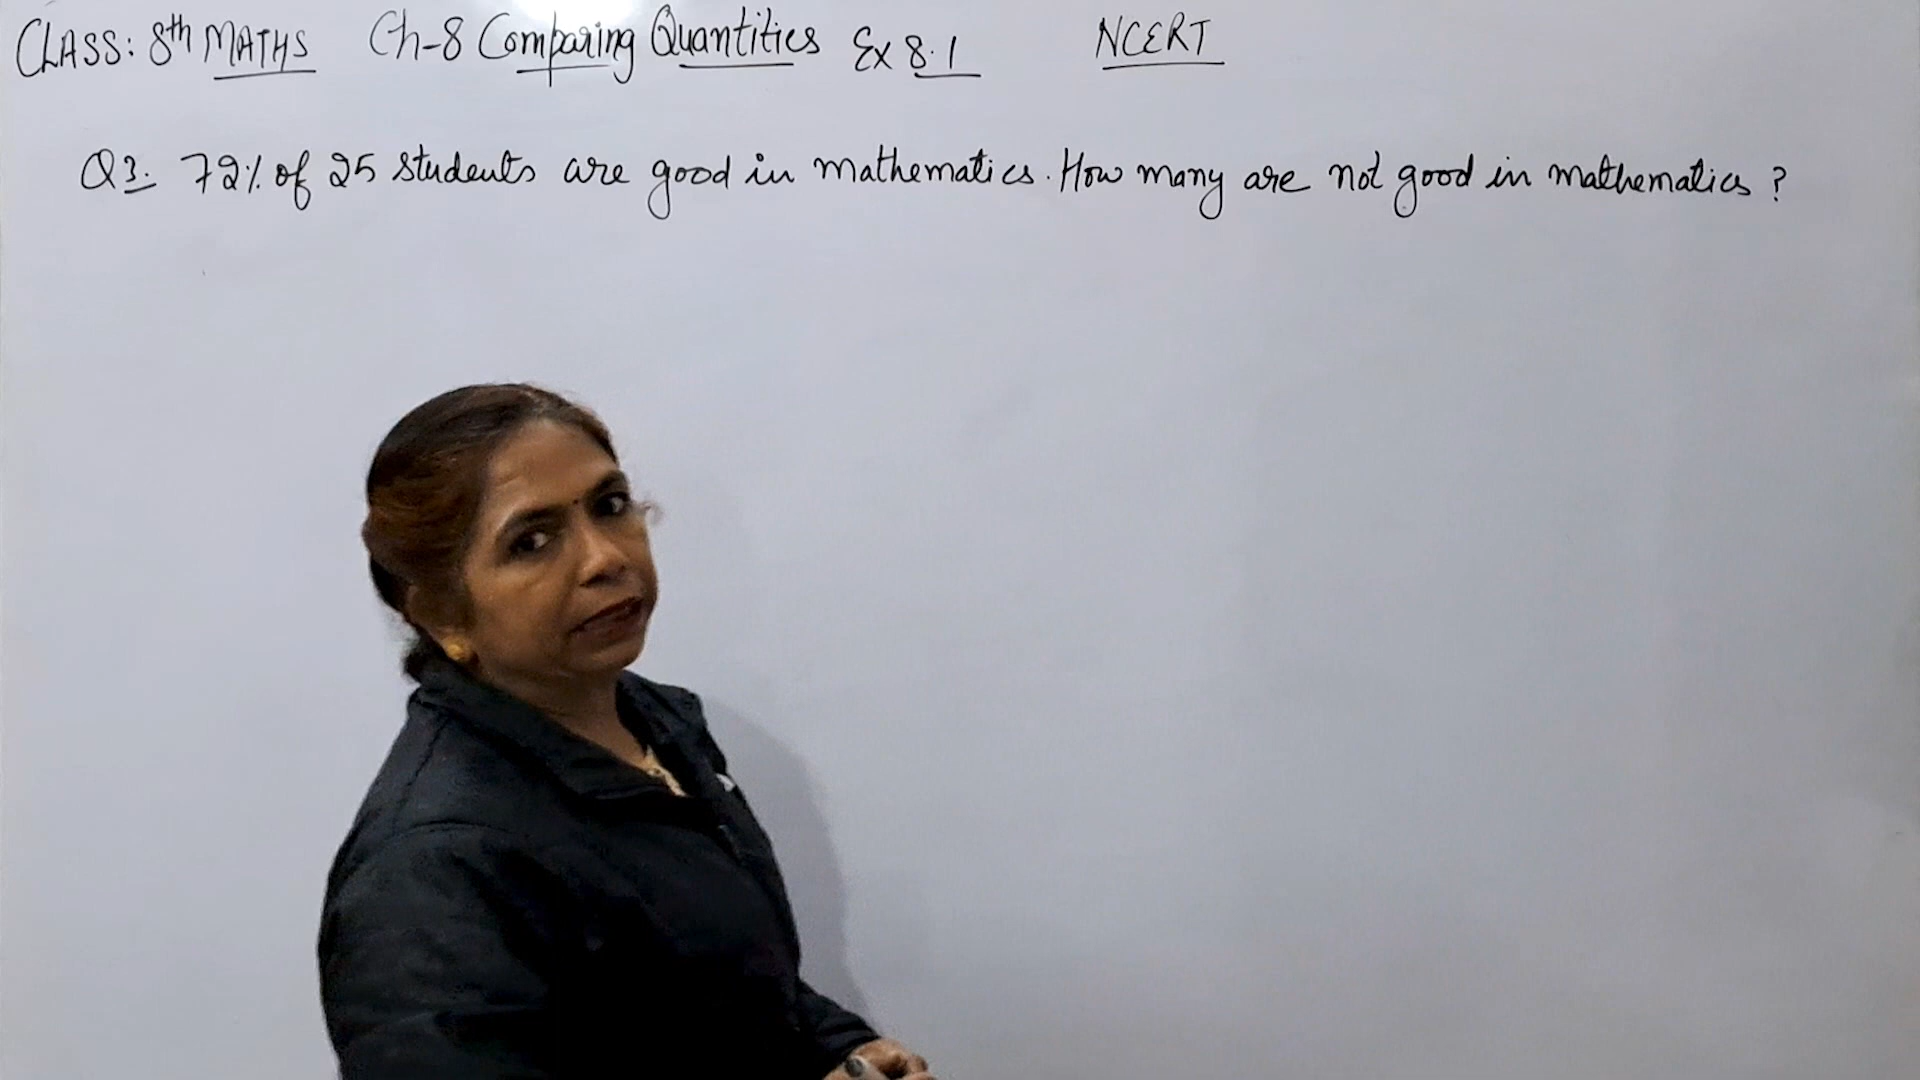 CLASS: 8th MATHS Ch-8 Comparing Quantities Ex 8.1 NCERT
Q3. 72% of 25 students are good in mathematics. How many are not good in mathematics ?